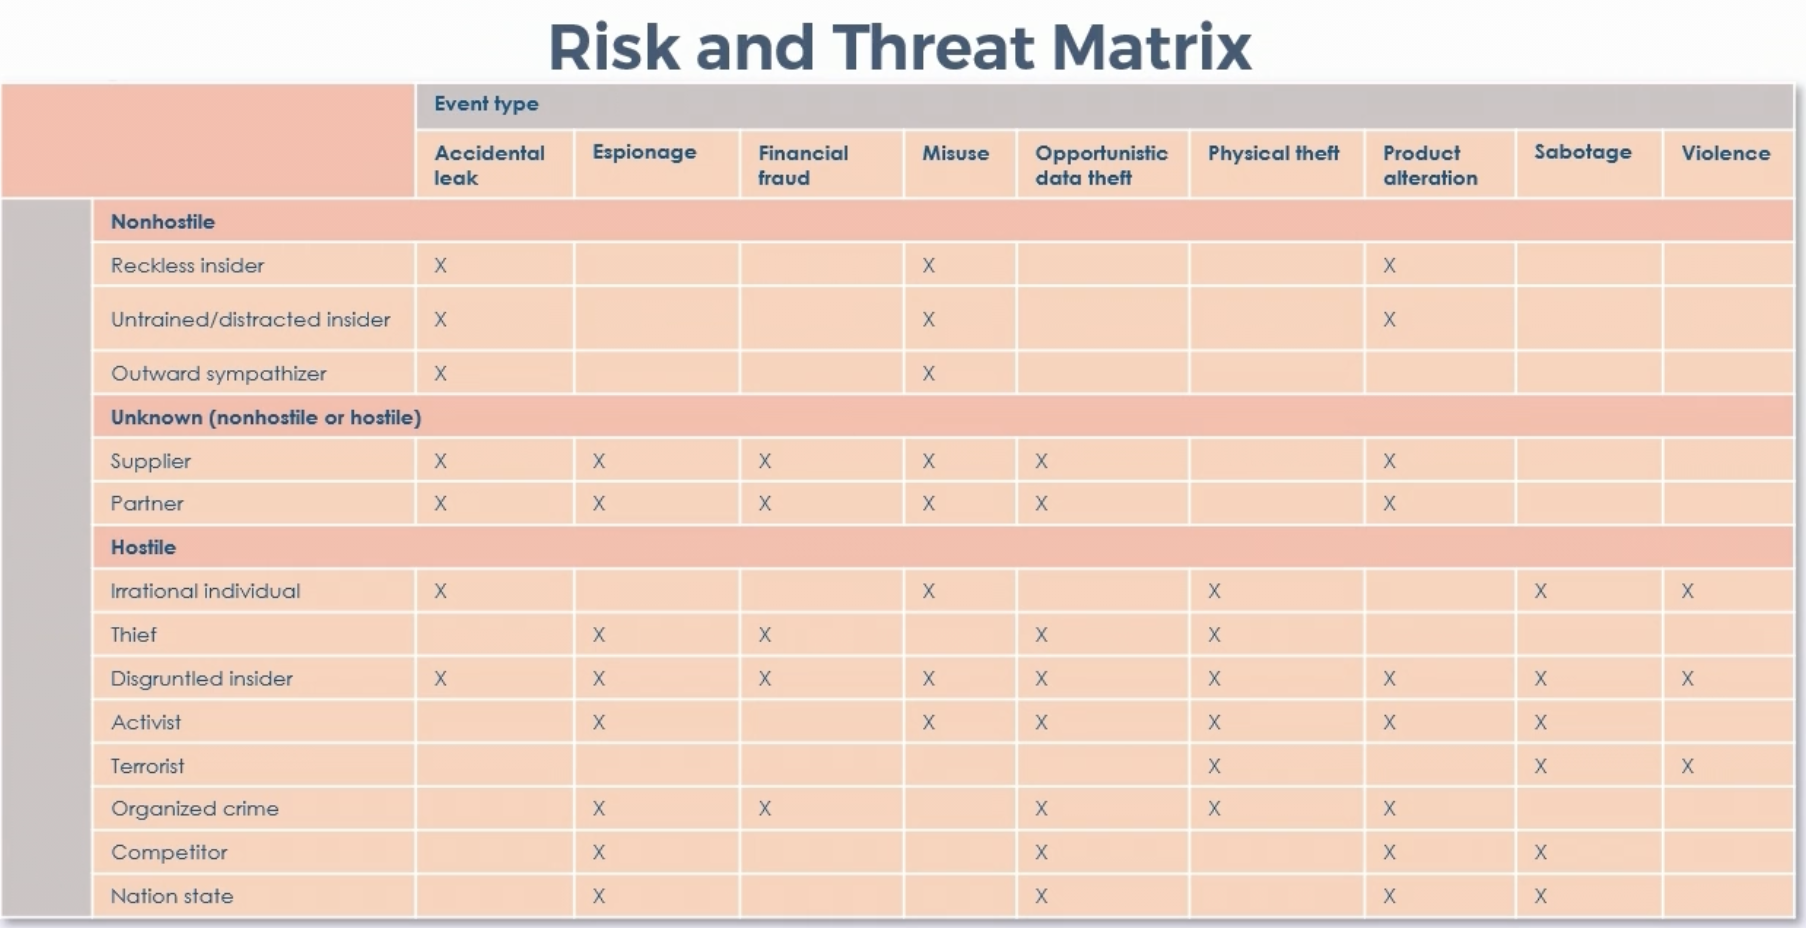 Risk and Threat Matrix
Event type
Accidental leak Espionage Financial fraud Misuse Opportunistic data theft Physical theft Product alteration Sabotage Violence
Nonhostile
Reckless insider X X X
Untrained/distracted insider X X X
Outward sympathizer X X
Unknown (nonhostile or hostile)
Supplier X X X X X X
Partner X X X X X X
Hostile
Irrational individual X X X X X
Thief X X X X
Disgruntled insider X X X X X X X X X
Activist X X X X X X
Terrorist X X X
Organized crime X X X X X
Competitor X X X X
Nation state X X X X